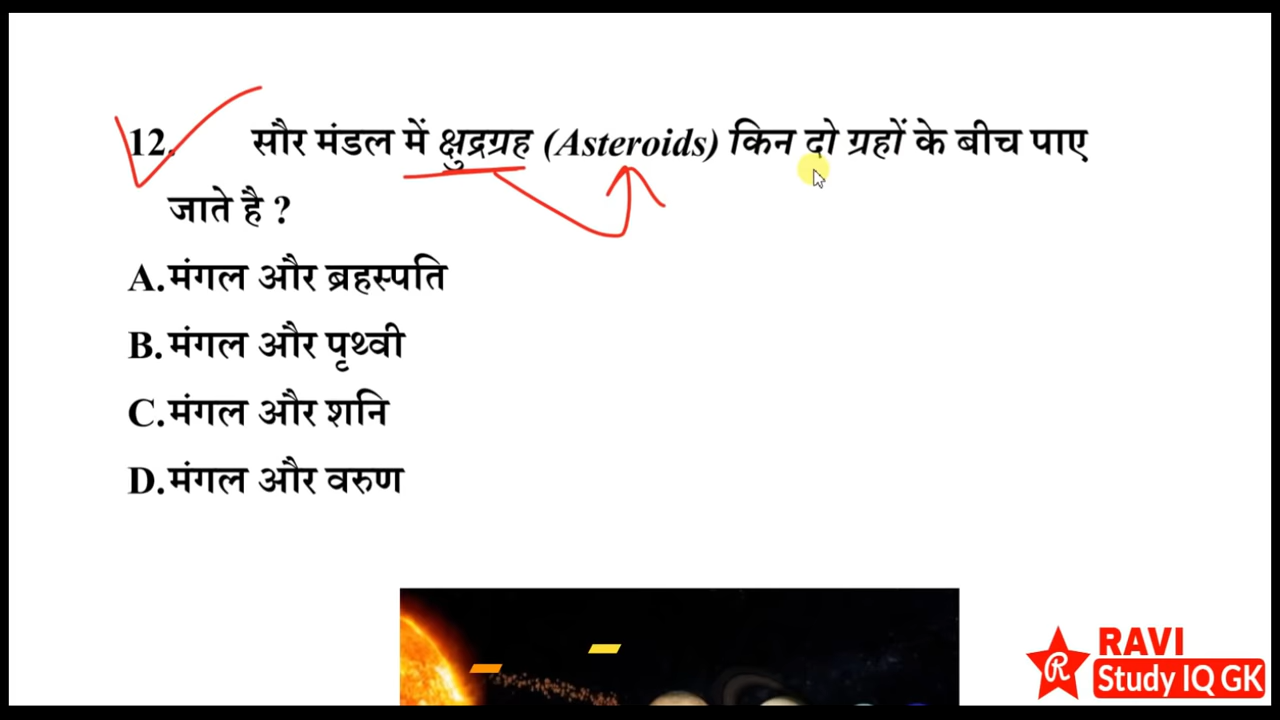 12. सौर मंडल में क्षुद्रग्रह (Asteroids) किन दो ग्रहों के बीच पाए
जाते है ?
A.मंगल और ब्रहस्पति
B.मंगल और पृथ्वी
C.मंगल और शनि
D.मंगल और वरुण
R
RAVI
Study IQ GK